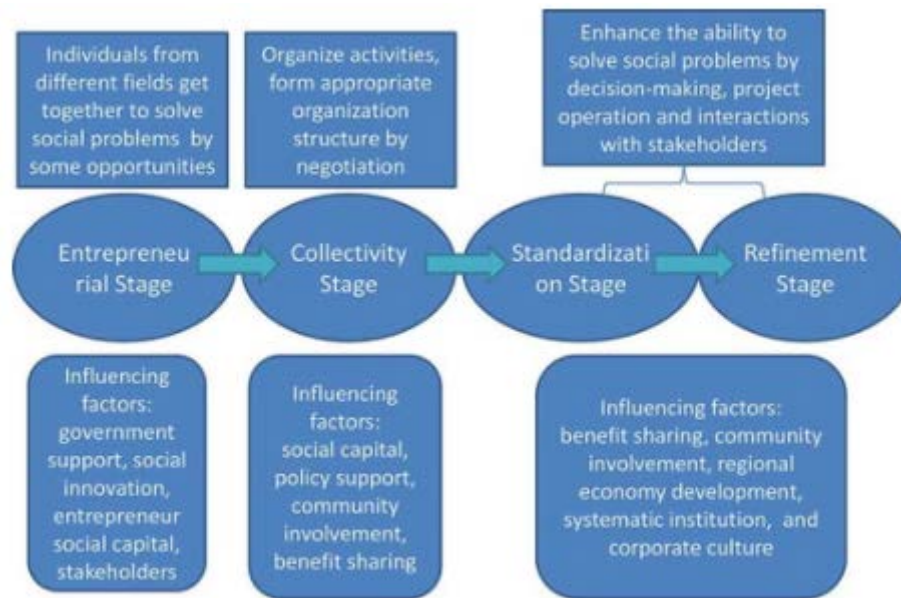 Individuals from
different fields get
together to solve
social problems by
some opportunities
Organize activities,
form appropriate
organization
structure by
negotiation
Enhance the ability to
solve social problems by
decision-making, project
operation and interactions
with stakeholders
Entrepreneu
rial Stage
Collectivity
Stage
Standardizati
on Stage
Refinement
Stage
Influencing
factors:
government
support, social
innovation,
entrepreneur
social capital,
stakeholders
Influencing
factors:
social capital,
policy support,
community
involvement,
benefit sharing
Influencing factors:
benefit sharing, community
involvement, regional
economy development,
systematic institution, and
corporate culture